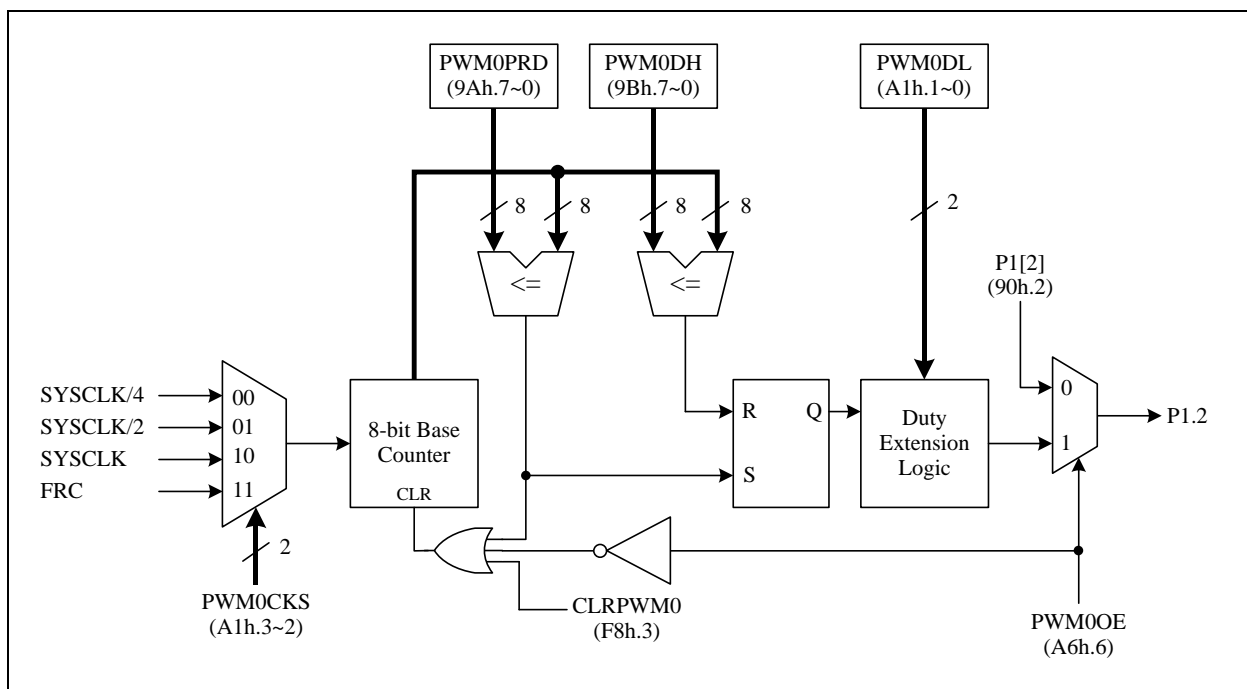 PWM0PRD
(9Ah.7~0)
PWM0DH
(9Bh.7~0)
PWM0DL
(A1h.1~0)
8
8
8
8
2
<=
<=
P1[2]
(90h.2)
SYSCLK/4
00
SYSCLK/2
01
SYSCLK
10
FRC
11
8-bit Base
Counter
CLR
R
Q
S
Duty
Extension
Logic
0
1
P1.2
2
PWM0CKS
(A1h.3~2)
CLRPWM0
(F8h.3)
PWM0OE
(A6h.6)